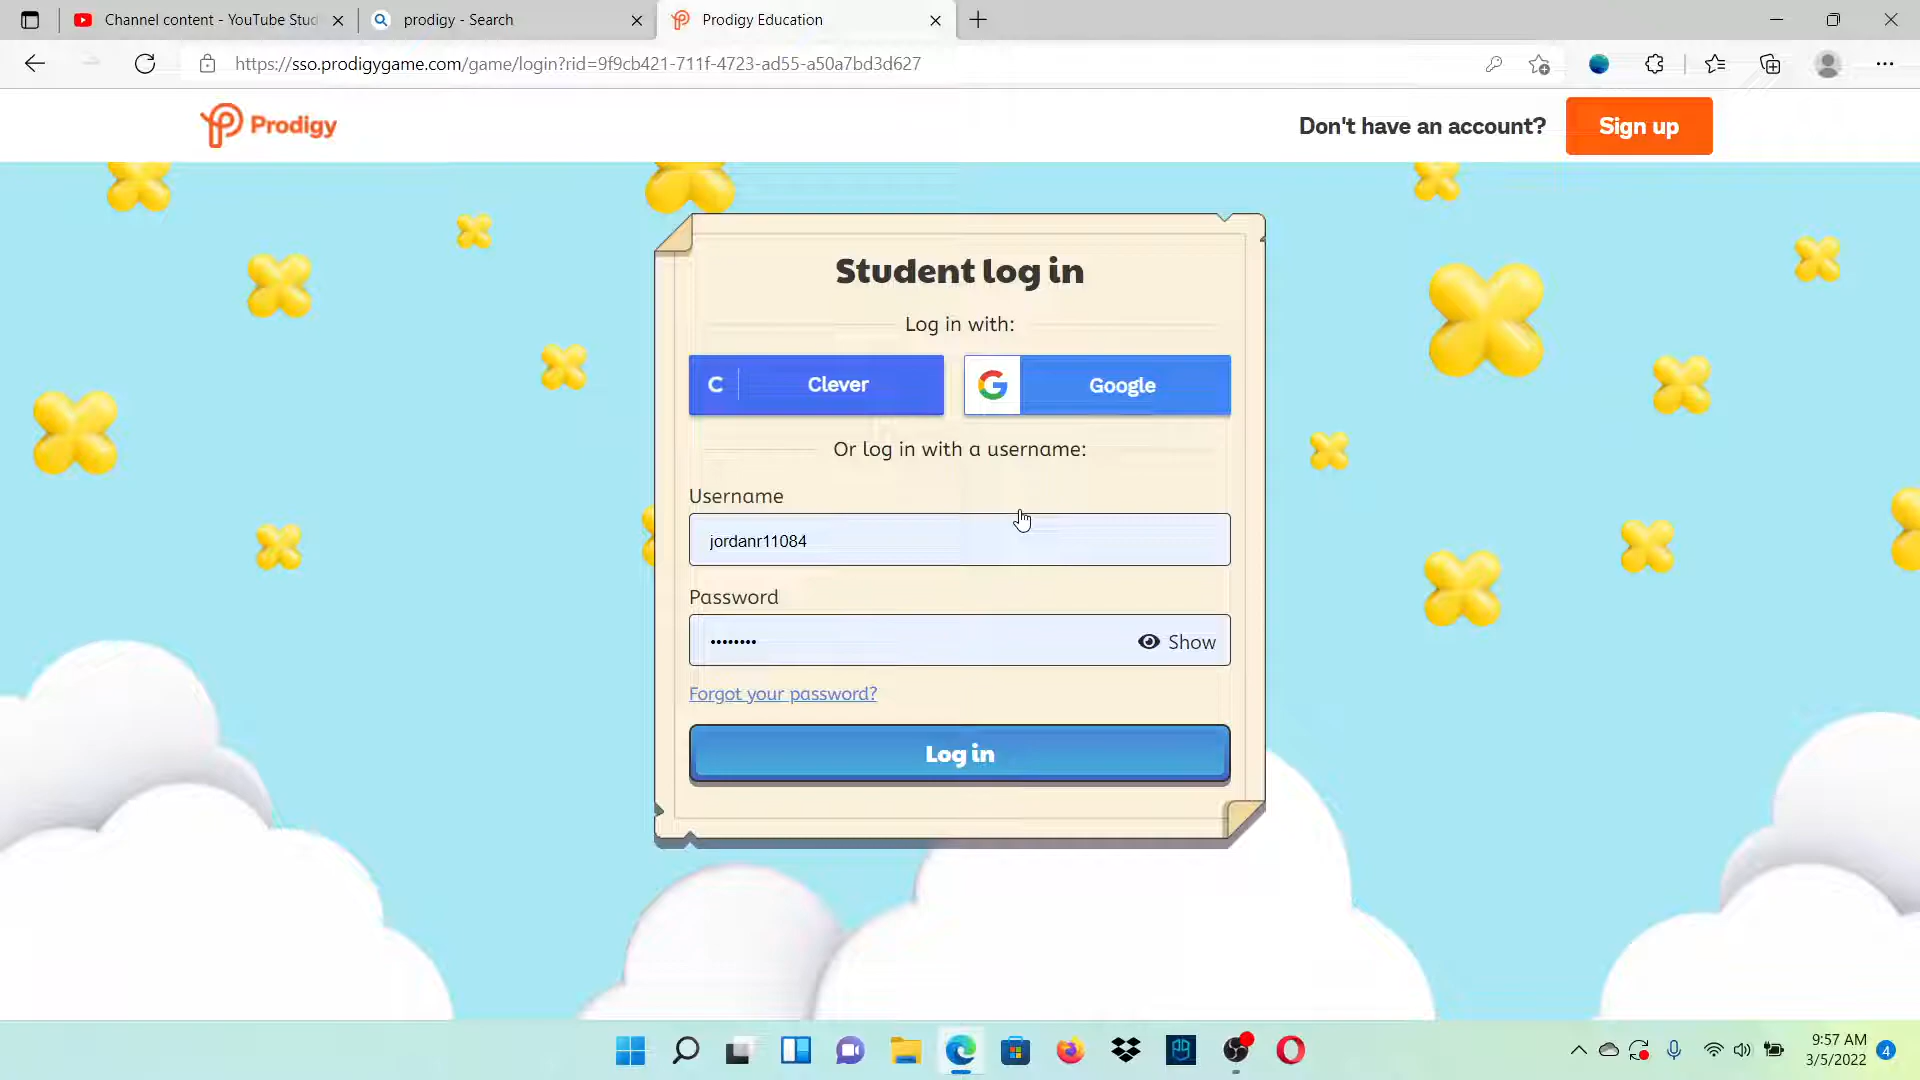 Channel content - YouTube Stud
prodigy - Search
Prodigy Education
https://sso.prodigygame.com/game/login?rid=9f9cb421-711f-4723-ad55-a50a7bd3d627
Prodigy
Don't have an account?
Sign up
Student log in
Log in with:
C Clever
G Google
Or log in with a username:
Username
jordanr11084
Password
•••••••• Show
Forgot your password?
Log in
9:57 AM
3/5/2022
4